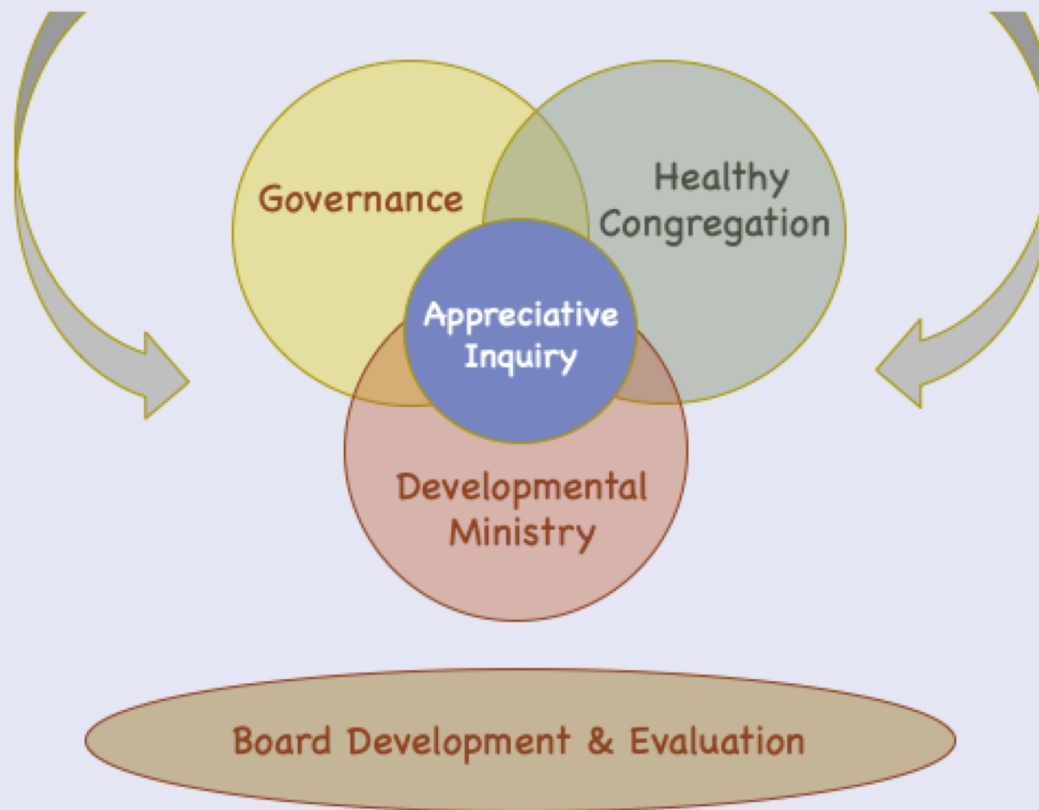 Governance
Healthy
Congregation
Appreciative
Inquiry
Developmental
Ministry
Board Development & Evaluation